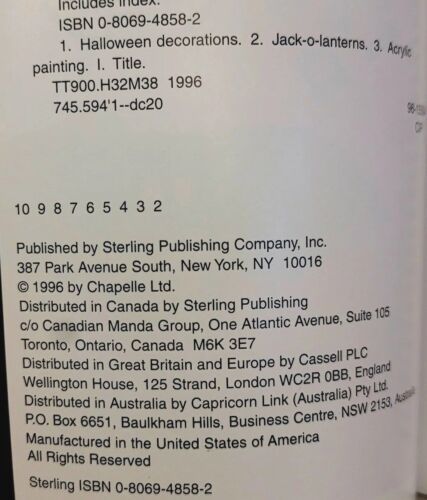 Includes index.
ISBN 0-8069-4858-2
1. Halloween decorations. 2. Jack-o-lanterns. 3. Acrylic
painting. I. Title.
TT900.H32M38 1996
745.594'1--dc20
10 9 8 7 6 5 4 3 2
Published by Sterling Publishing Company, Inc.
387 Park Avenue South, New York, NY 10016
© 1996 by Chapelle Ltd.
Distributed in Canada by Sterling Publishing
c/o Canadian Manda Group, One Atlantic Avenue, Suite 105
Toronto, Ontario, Canada M6K 3E7
Distributed in Great Britain and Europe by Cassell PLC
Wellington House, 125 Strand, London WC2R 0BB, England
Distributed in Australia by Capricorn Link (Australia) Pty Ltd.
P.O. Box 6651, Baulkham Hills, Business Centre, NSW 2153, Australia
Manufactured in the United States of America
All Rights Reserved
Sterling ISBN 0-8069-4858-2